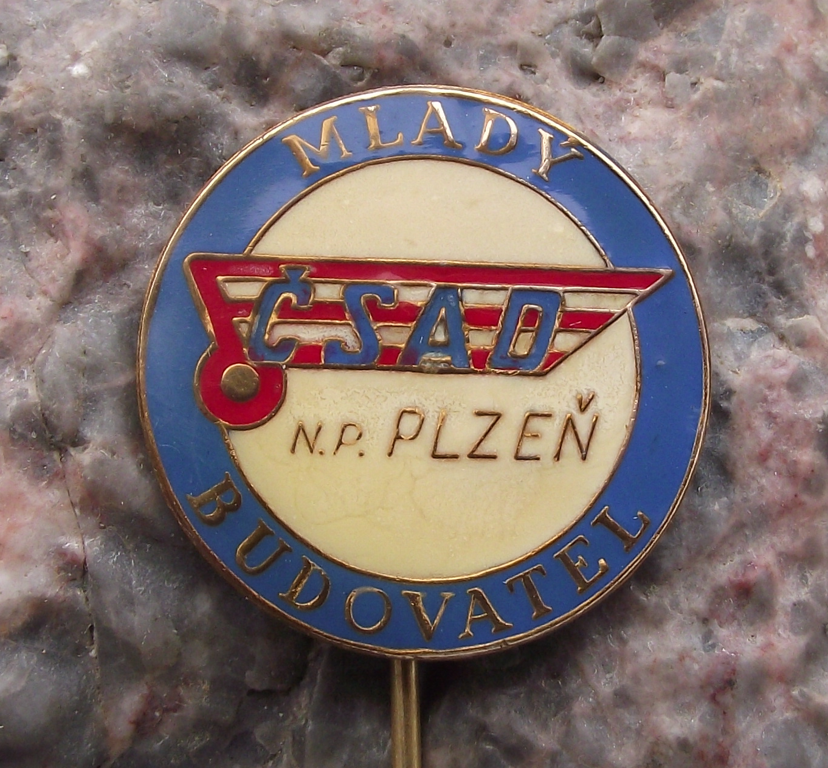 MLADÝ
ČSAD
N.P. PLZEŇ
BUDOVATEL